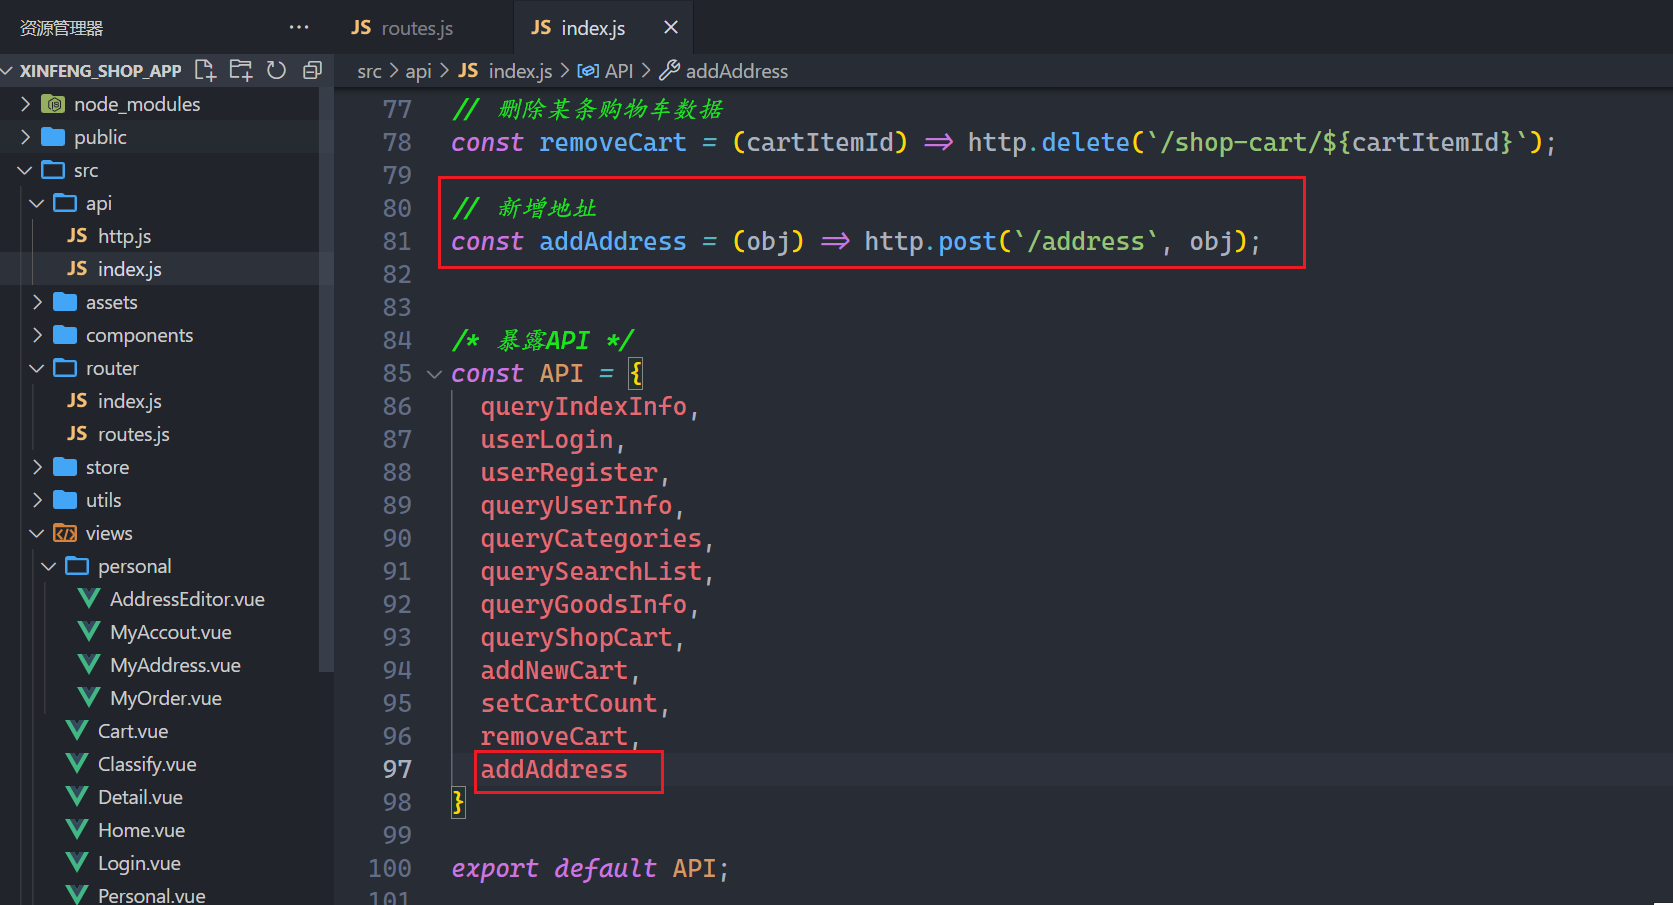 资源管理器 ···
XINFENG_SHOP_APP
node_modules
public
src
api
JS http.js
JS index.js
assets
components
router
JS index.js
JS routes.js
store
utils
views
personal
AddressEditor.vue
MyAccout.vue
MyAddress.vue
MyOrder.vue
Cart.vue
Classify.vue
Detail.vue
Home.vue
Login.vue
Personal.vue
JS routes.js JS index.js ×
src > api > JS index.js > API > addAddress
77 // 删除某条购物车数据
78 const removeCart = (cartItemId) => http.delete(`/shop-cart/${cartItemId}`);
79
80 // 新增地址
81 const addAddress = (obj) => http.post(`/address`, obj);
82
83
84 /* 暴露API */
85 const API = {
86 queryIndexInfo,
87 userLogin,
88 userRegister,
89 queryUserInfo,
90 queryCategories,
91 querySearchList,
92 queryGoodsInfo,
93 queryShopCart,
94 addNewCart,
95 setCartCount,
96 removeCart,
97 addAddress
98 }
99
100 export default API;
101